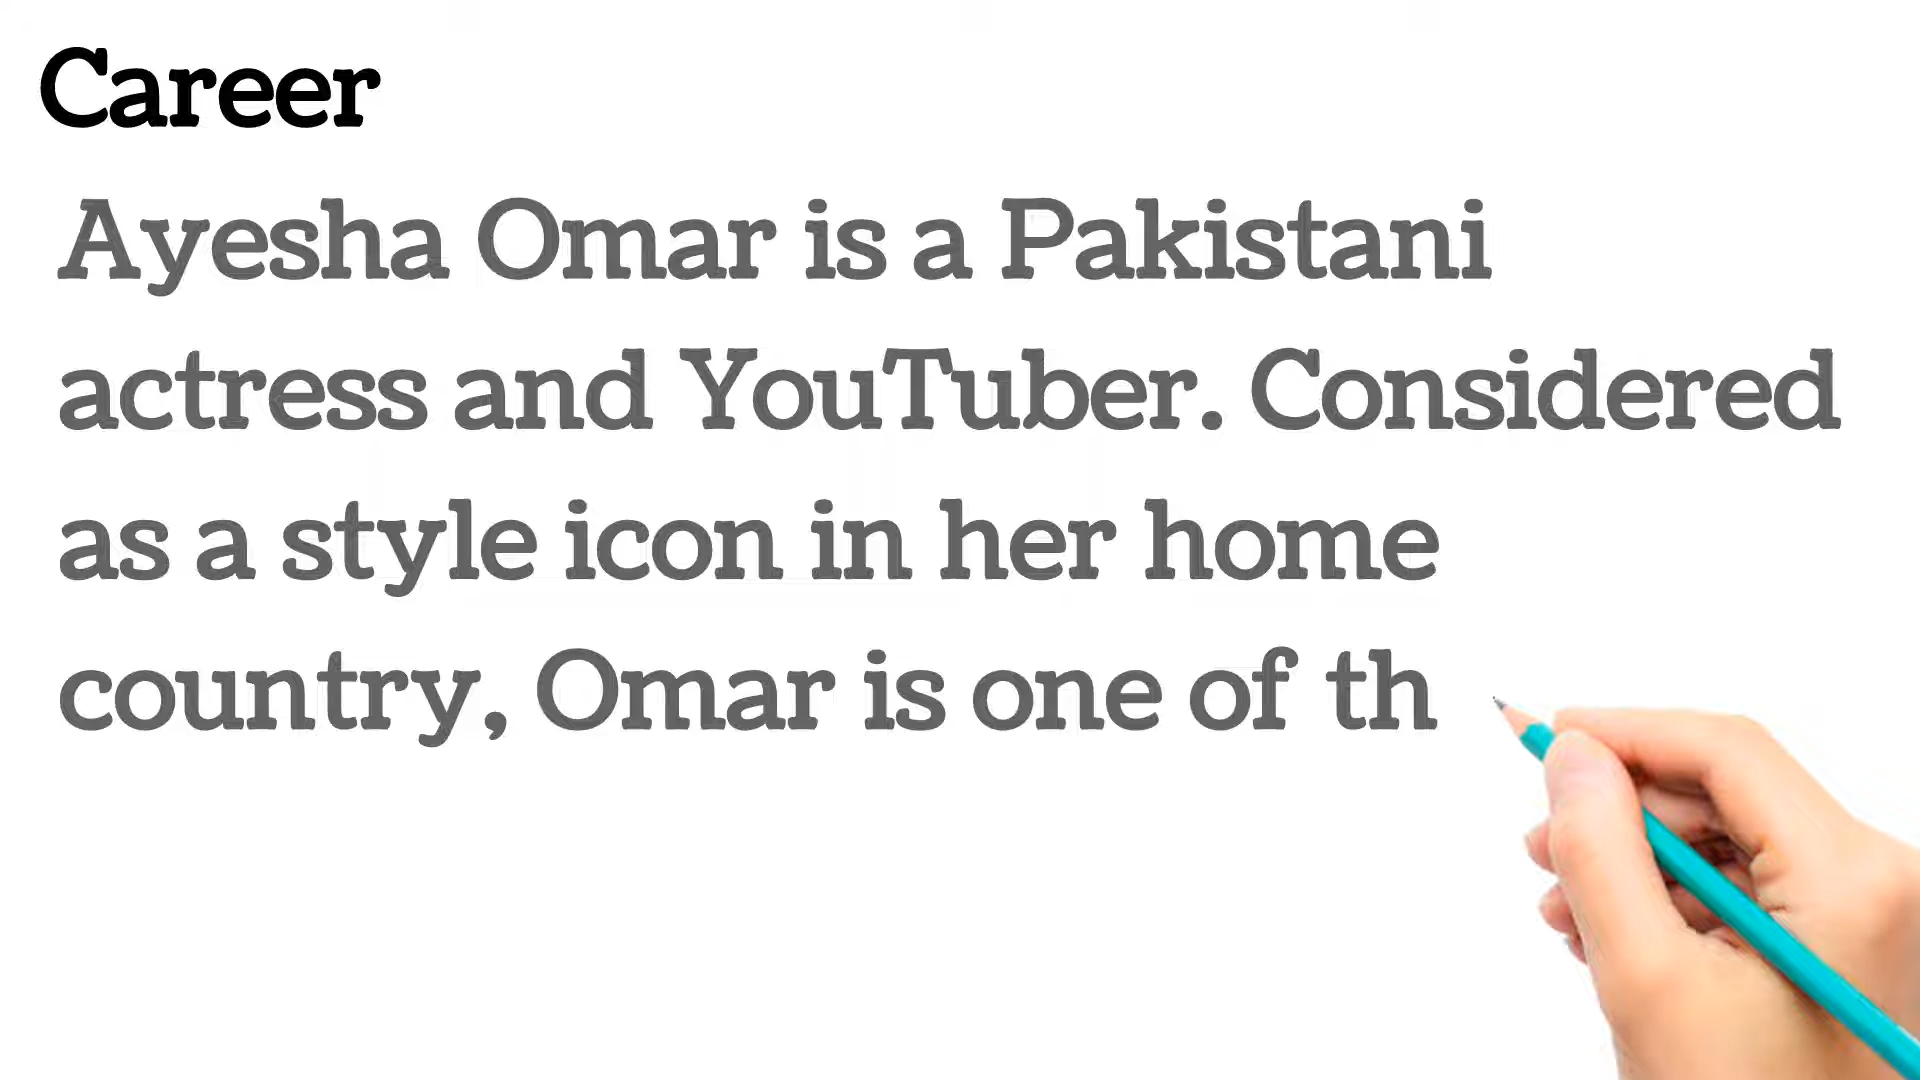 Career
Ayesha Omar is a Pakistani
actress and YouTuber. Considered
as a style icon in her home
country, Omar is one of th